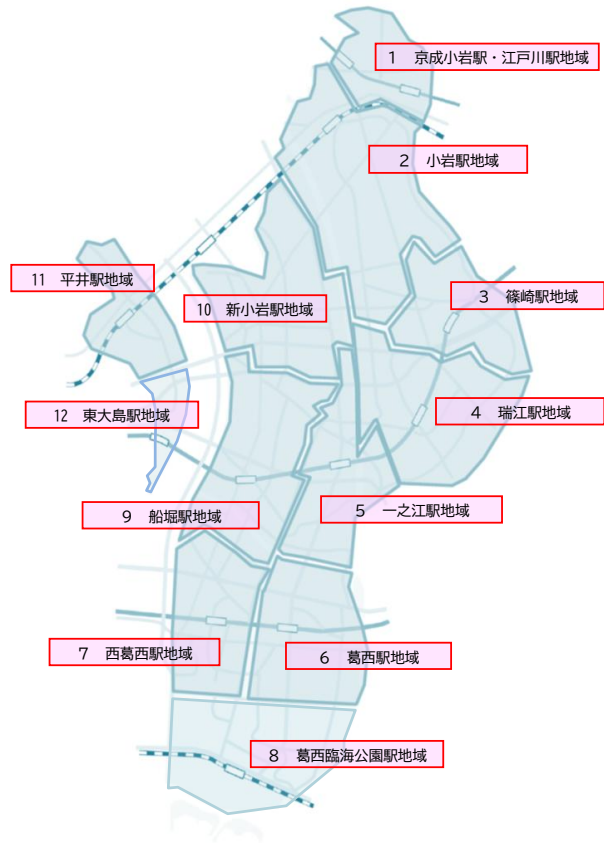 1 京成小岩駅・江戸川駅地域
2 小岩駅地域
11 平井駅地域
10 新小岩駅地域
3 篠崎駅地域
12 東大島駅地域
4 瑞江駅地域
9 船堀駅地域
5 一之江駅地域
7 西葛西駅地域
6 葛西駅地域
8 葛西臨海公園駅地域